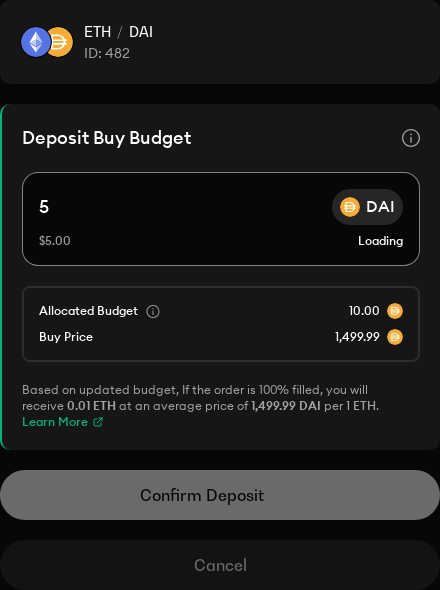 ETH / DAI
ID: 482
Deposit Buy Budget
5 DAI
$5.00 Loading
Allocated Budget 10.00
Buy Price 1,499.99
Based on updated budget, If the order is 100% filled, you will
receive 0.01 ETH at an average price of 1,499.99 DAI per 1 ETH.
Learn More
Confirm Deposit
Cancel